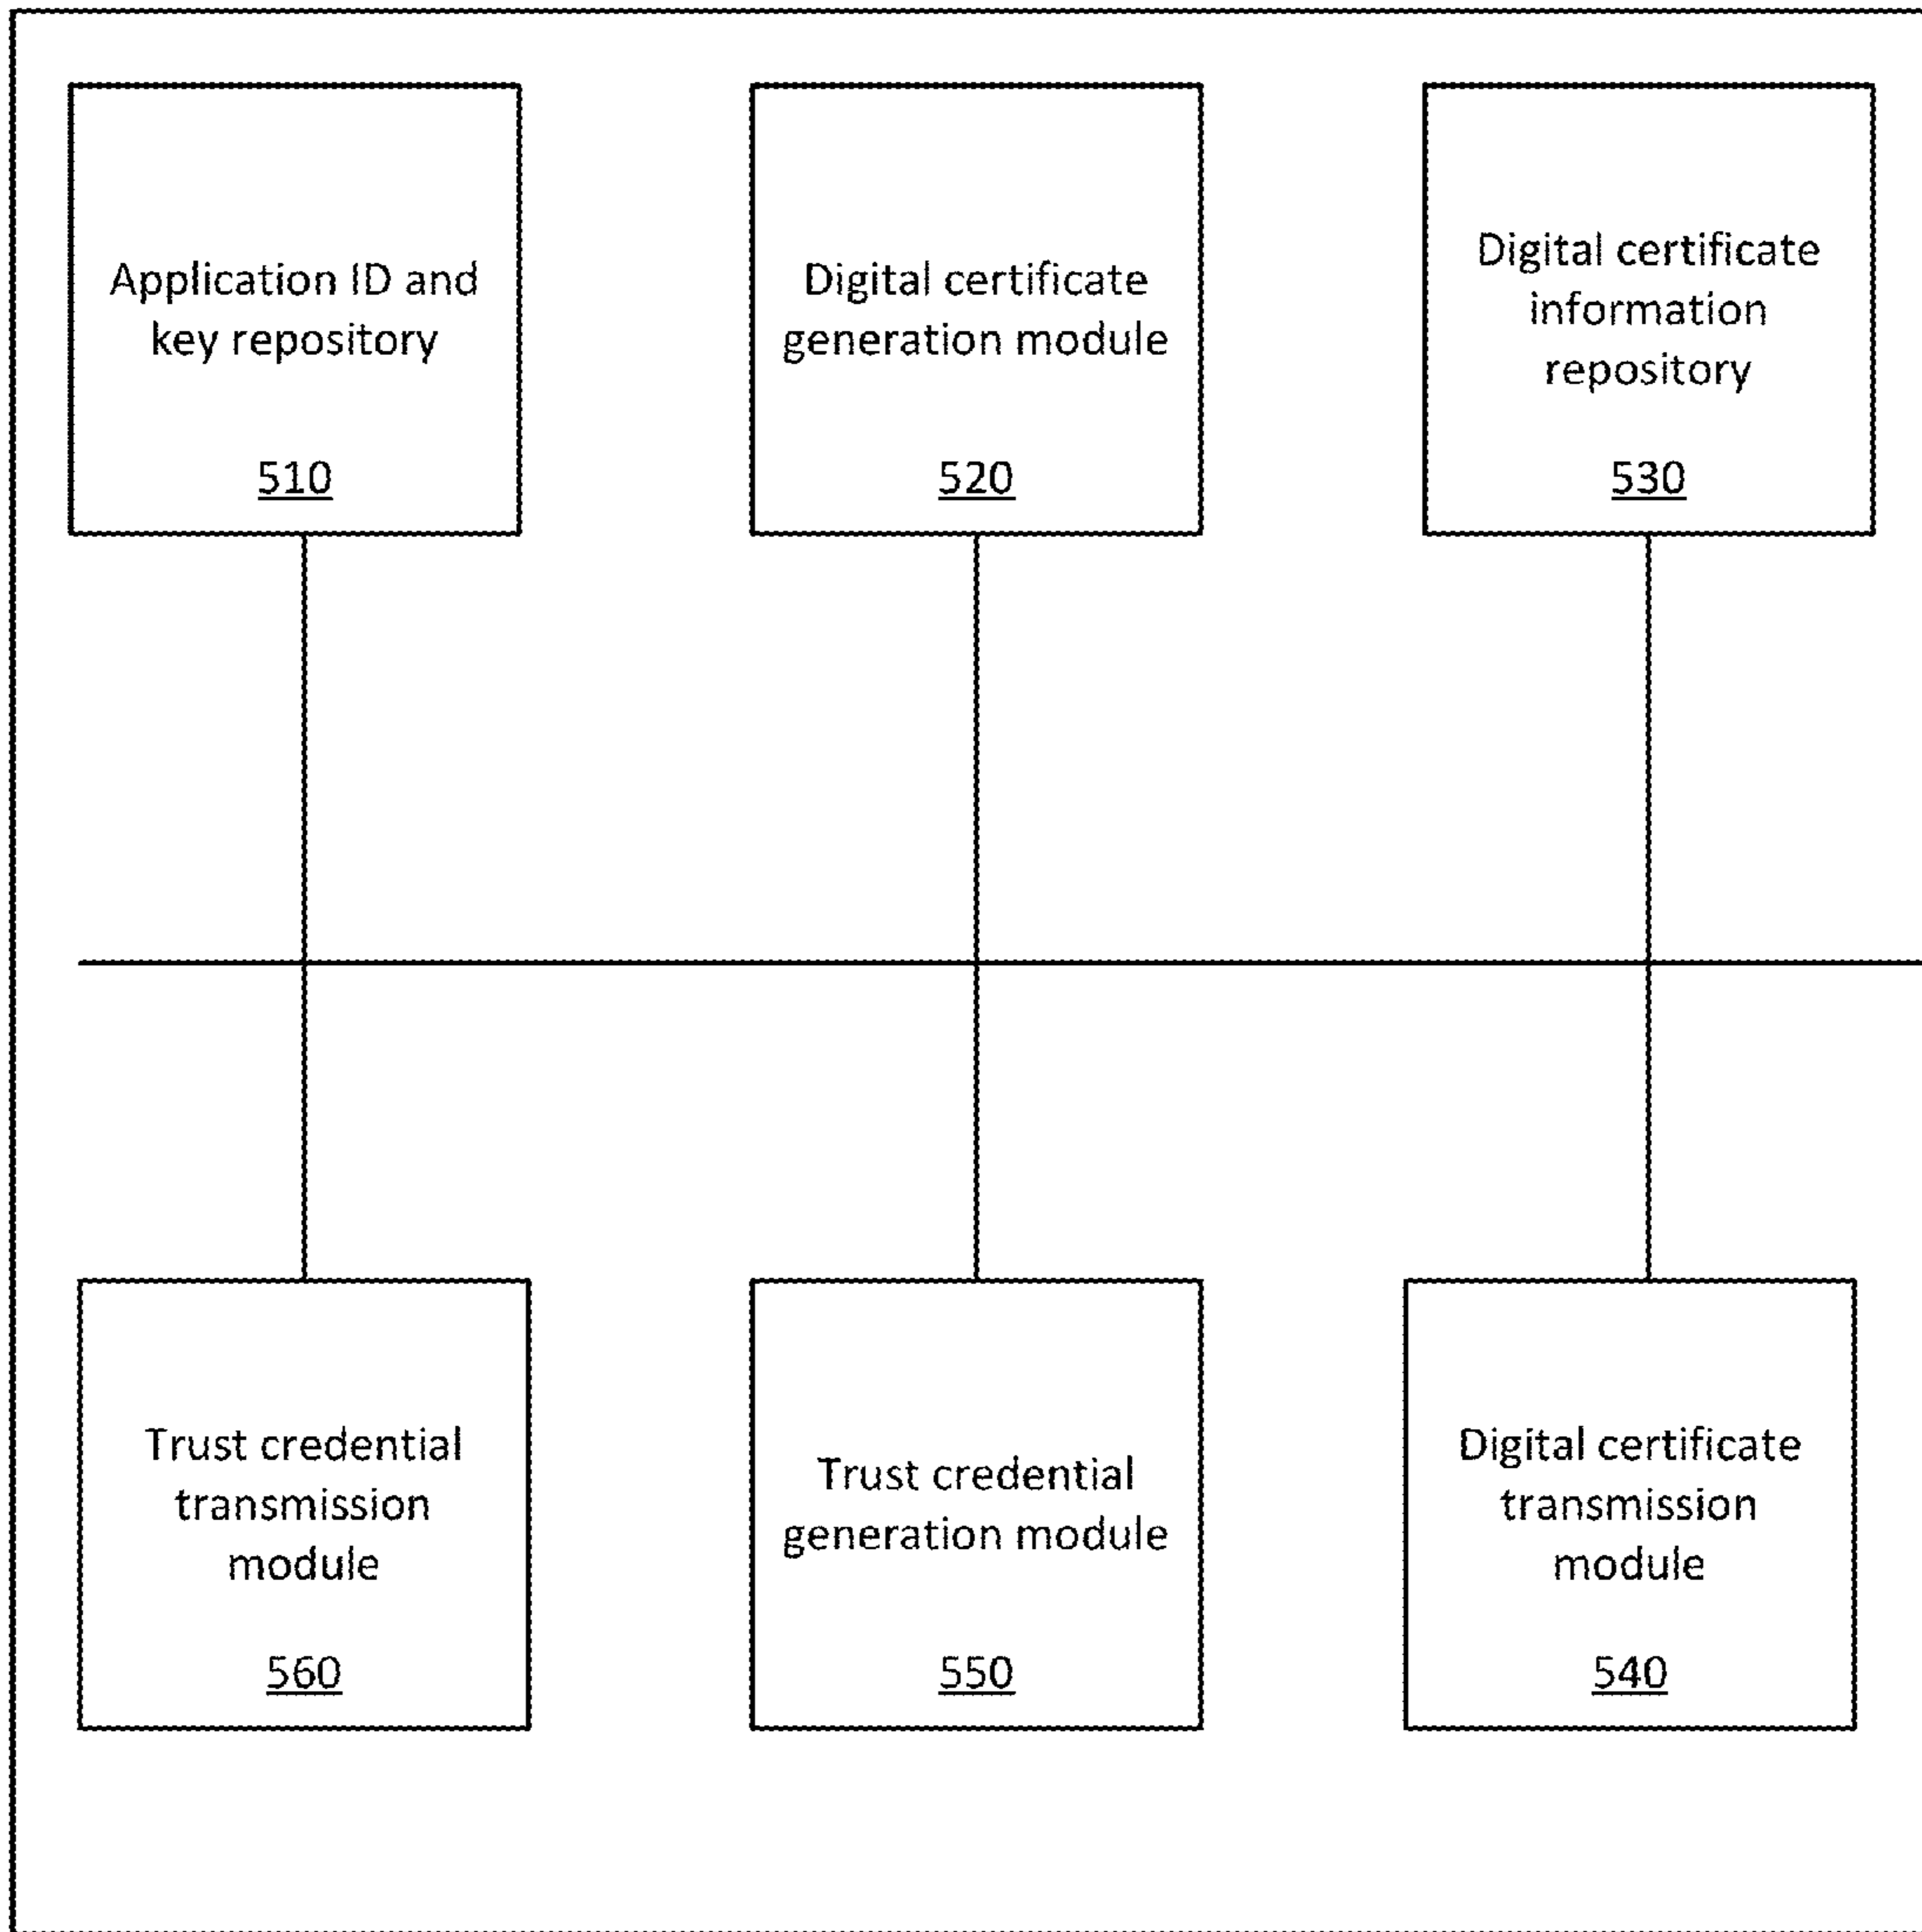 Application ID and
key repository
510
Digital certificate
generation module
520
Digital certificate
information
repository
530
Trust credential
transmission
module
560
Trust credential
generation module
550
Digital certificate
transmission
module
540